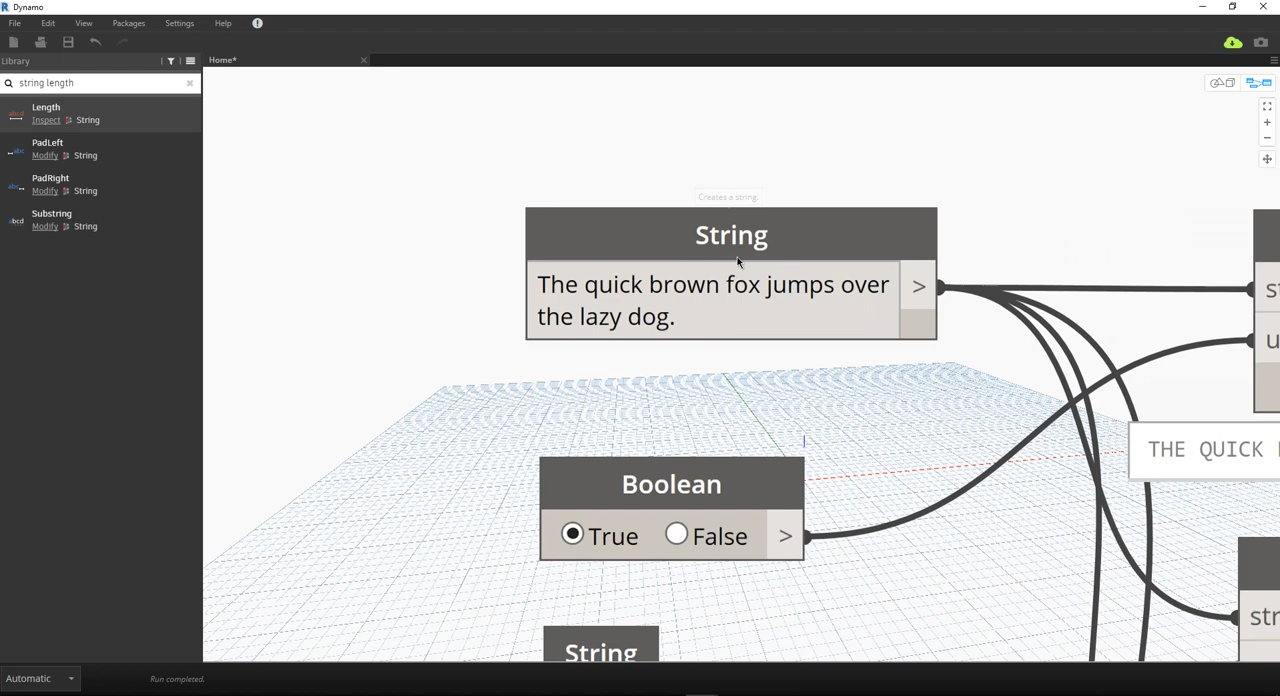 Dynamo
File Edit View Packages Settings Help
Library
Home*
string length
Length
Inspect String
PadLeft
Modify String
PadRight
Modify String
Substring
Modify String
Creates a string.
String
The quick brown fox jumps over
the lazy dog.
>
Boolean
True False >
String
st
u
THE QUICK
str
Automatic
Run completed.